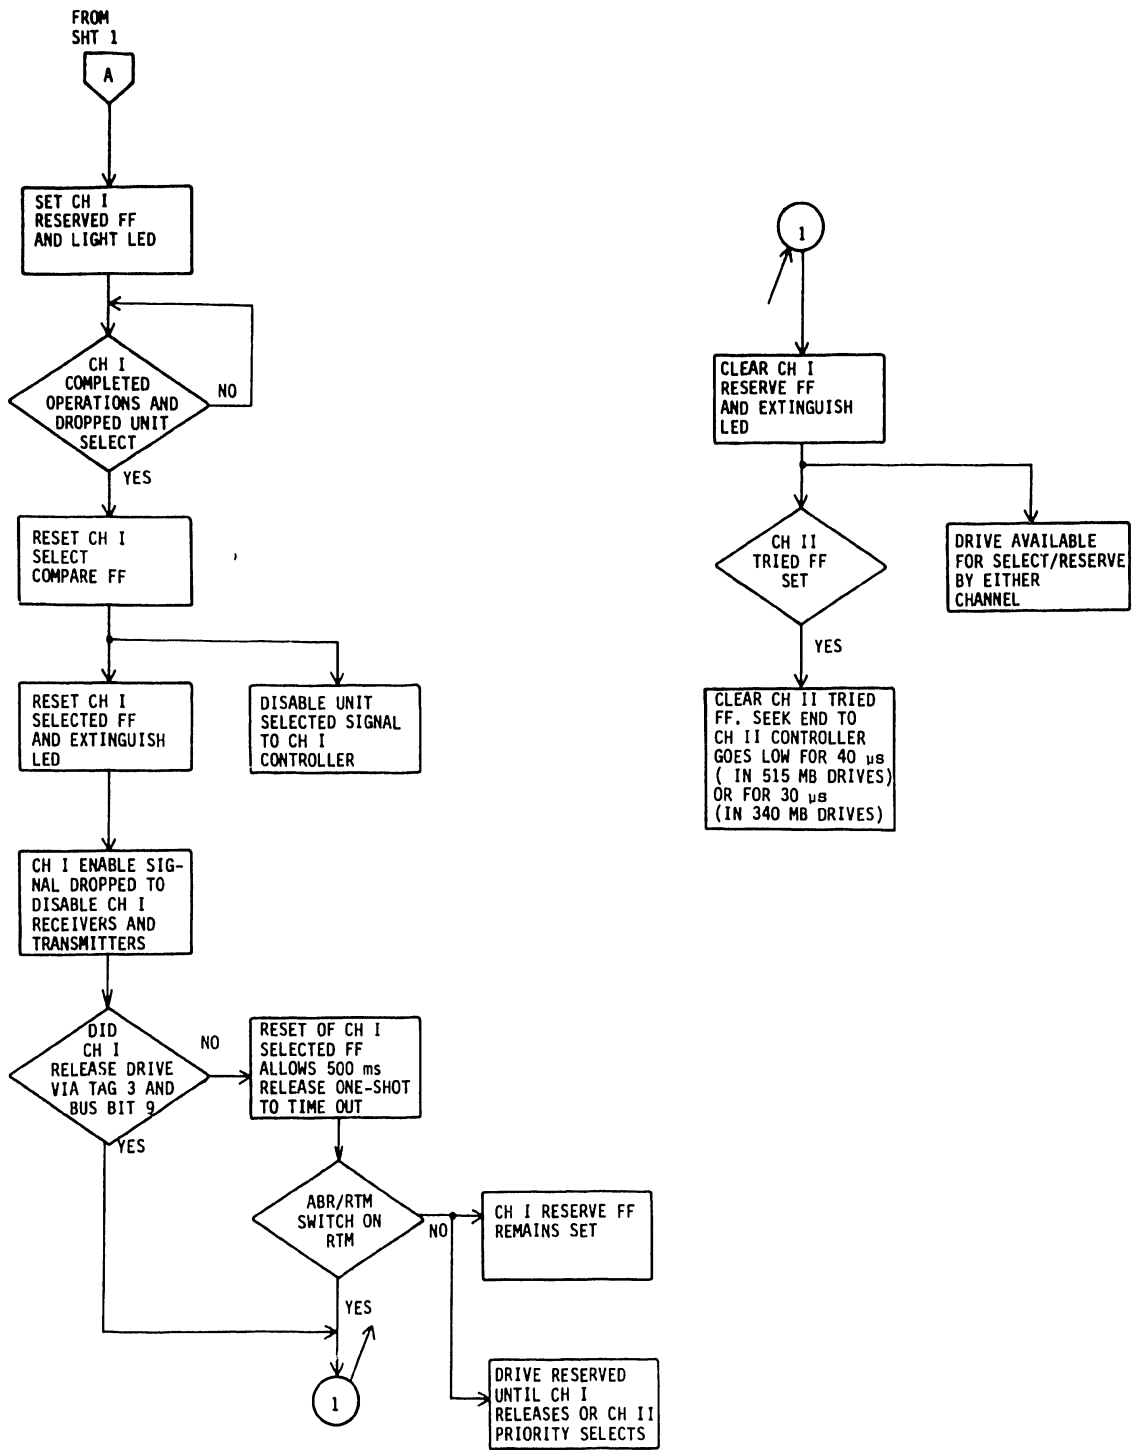 FROM
SHT 1
A
SET CH I
RESERVED FF
AND LIGHT LED
CH I
COMPLETED
OPERATIONS AND
DROPPED UNIT
SELECT
NO
YES
RESET CH I
SELECT
COMPARE FF
RESET CH I
SELECTED FF
AND EXTINGUISH
LED
DISABLE UNIT
SELECTED SIGNAL
TO CH I
CONTROLLER
CH I ENABLE SIG-
NAL DROPPED TO
DISABLE CH I
RECEIVERS AND
TRANSMITTERS
DID
CH I
RELEASE DRIVE
VIA TAG 3 AND
BUS BIT 9
NO
YES
RESET OF CH I
SELECTED FF
ALLOWS 500 ms
RELEASE ONE-SHOT
TO TIME OUT
ABR/RTM
SWITCH ON
RTM
NO
YES
CH I RESERVE FF
REMAINS SET
DRIVE RESERVED
UNTIL CH I
RELEASES OR CH II
PRIORITY SELECTS
1
1
CLEAR CH I
RESERVE FF
AND EXTINGUISH
LED
CH II
TRIED FF
SET
YES
DRIVE AVAILABLE
FOR SELECT/RESERVE
BY EITHER
CHANNEL
CLEAR CH II TRIED
FF. SEEK END TO
CH II CONTROLLER
GOES LOW FOR 40 µs
( IN 515 MB DRIVES)
OR FOR 30 µs
(IN 340 MB DRIVES)